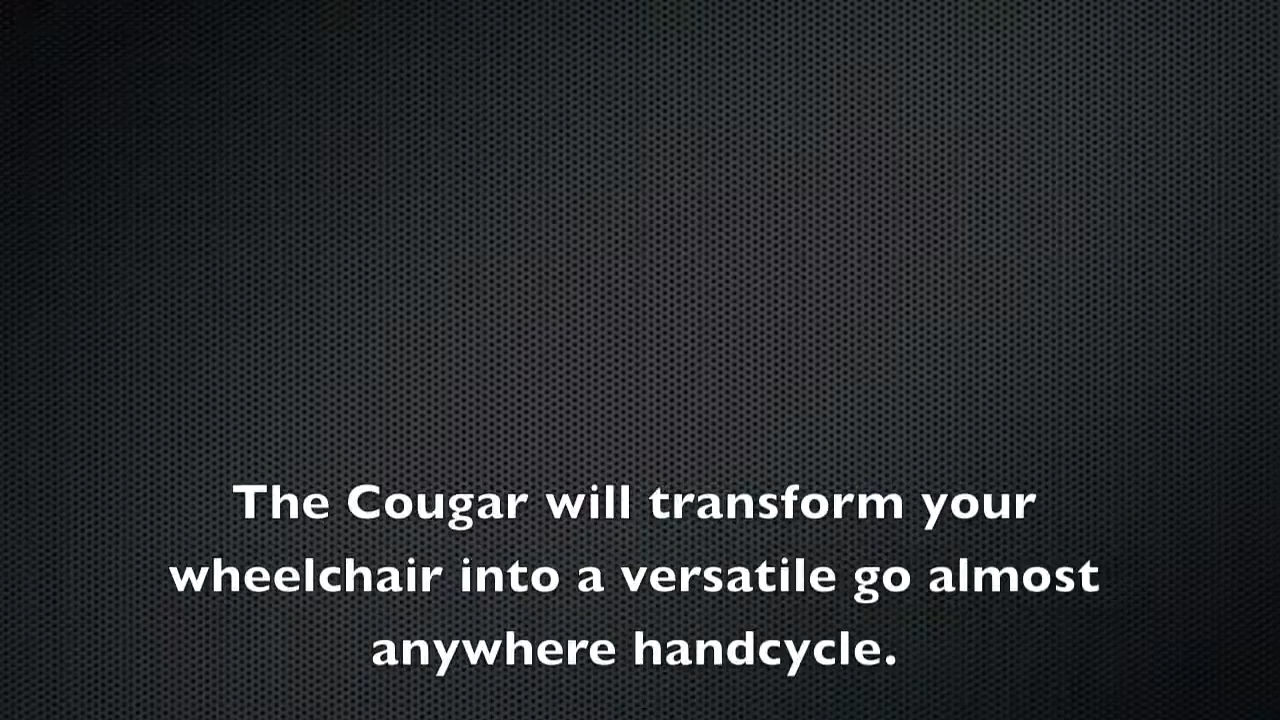 The Cougar will transform your
wheelchair into a versatile go almost
anywhere handcycle.